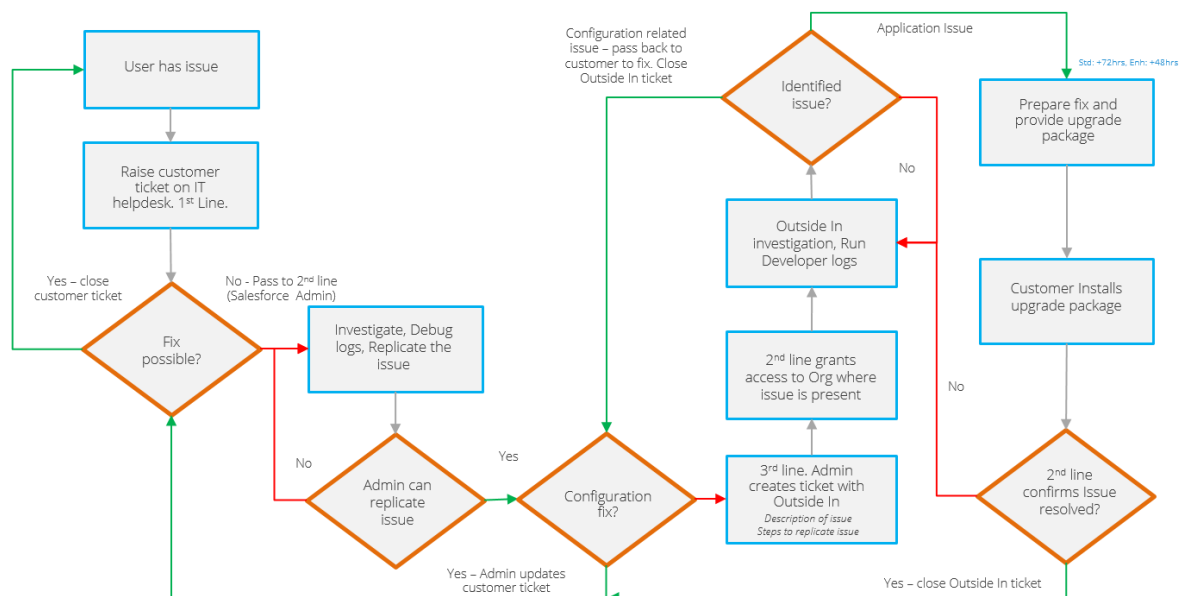 User has issue
Raise customer
ticket on IT
helpdesk. 1st Line.
Yes – close
customer ticket
Fix
possible?
No - Pass to 2nd line
(Salesforce Admin)
Investigate, Debug
logs, Replicate the
issue
No
Admin can
replicate
issue
Yes
Configuration
fix?
Yes – Admin updates
customer ticket
3rd line. Admin
creates ticket with
Outside In
Description of issue
Steps to replicate issue
2nd line grants
access to Org where
issue is present
Outside In
investigation, Run
Developer logs
Identified
issue?
Configuration related
issue – pass back to
customer to fix. Close
Outside In ticket
No
Application Issue
Std: +72hrs, Enh: +48hrs
Prepare fix and
provide upgrade
package
Customer Installs
upgrade package
No
2nd line
confirms Issue
resolved?
Yes – close Outside In ticket